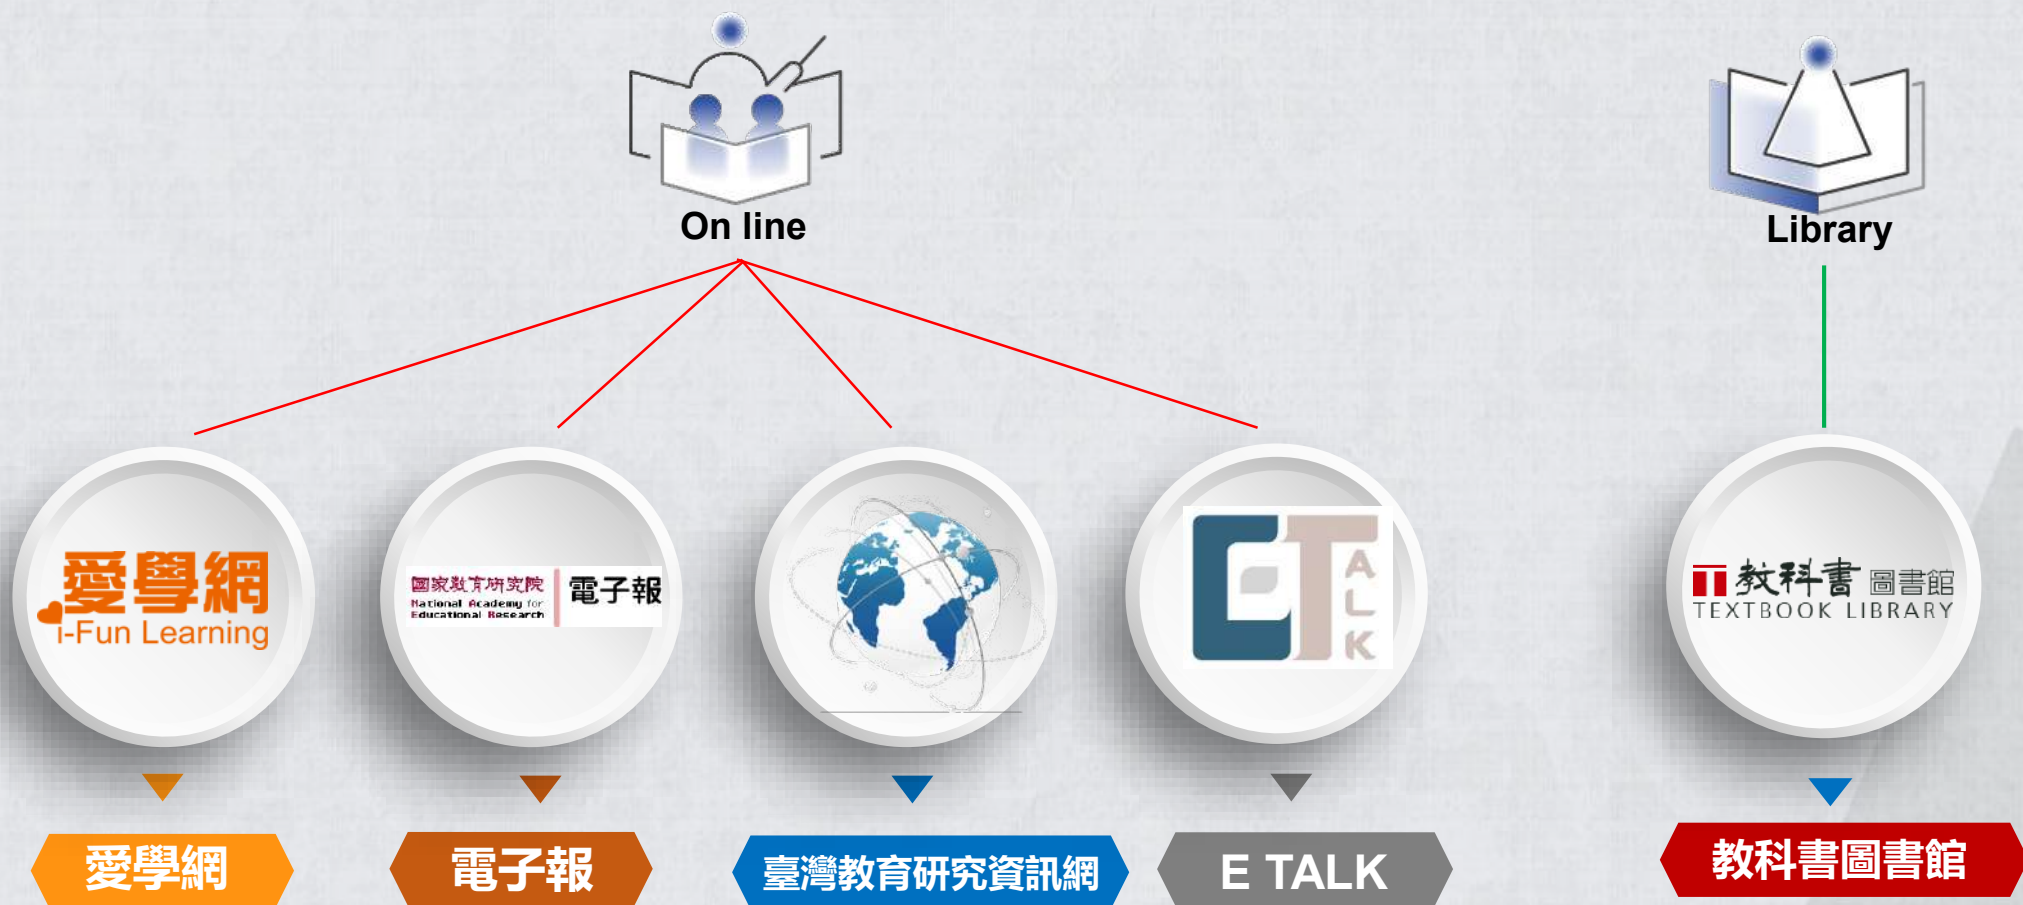 On line
Library
愛學網
i-Fun Learning
國家教育研究院
National Academy for
Educational Research
電子報
E
T
A
L
K
教科書圖書館
TEXTBOOK LIBRARY
愛學網
電子報
臺灣教育研究資訊網
E TALK
教科書圖書館